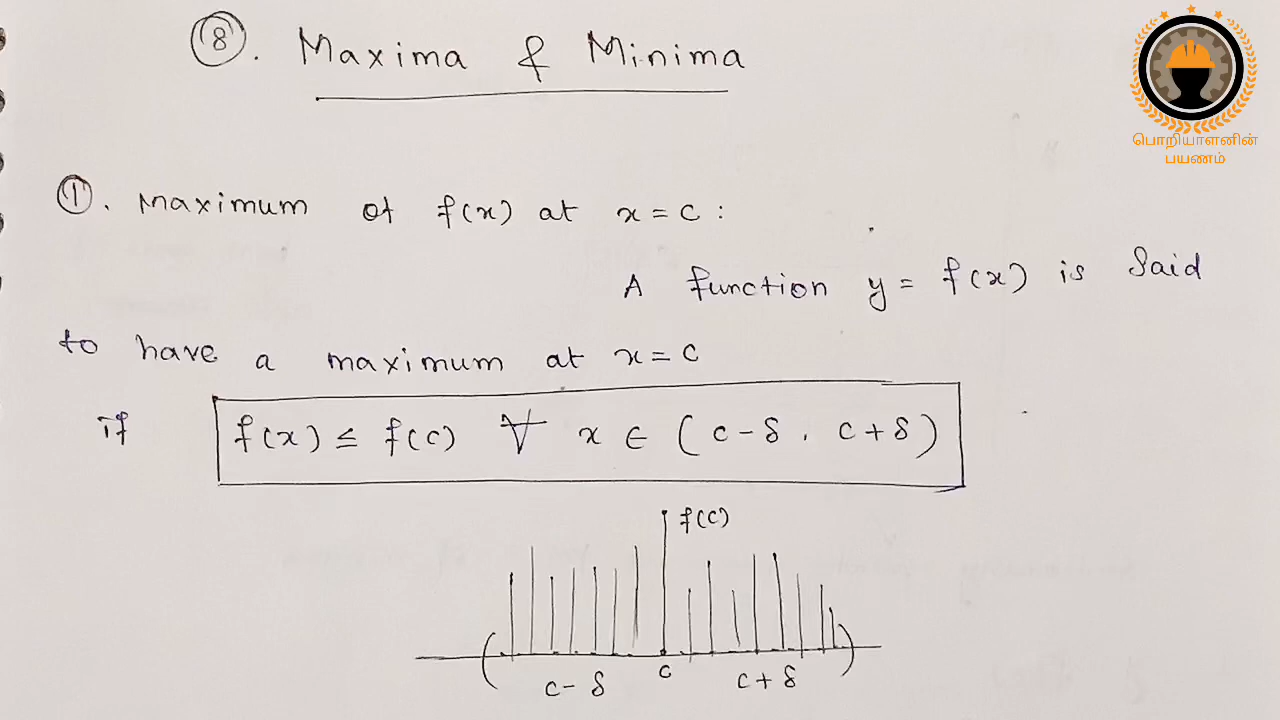 8. Maxima & Minima
பொறியாளனின்
பயணம்
1. Maximum of f(x) at x = c :
A function y = f(x) is said
to have a maximum at x = c
if f(x) ≤ f(c) ∀ x ∈ (c-δ, c+δ)
f(c)
c-δ c c+δ